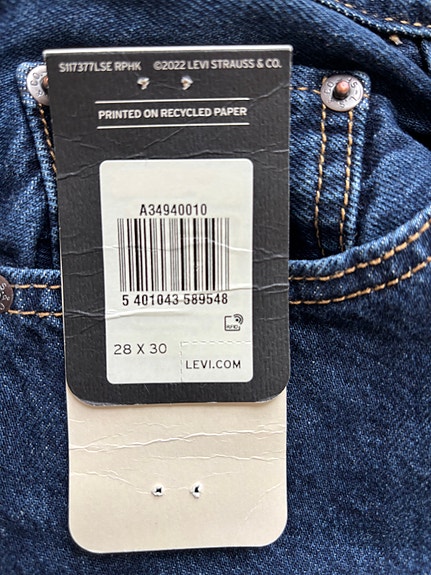 S117377LSE RPHK ©2022 LEVI STRAUSS & CO.
PRINTED ON RECYCLED PAPER
A34940010
5 401043 589548
RFID
28 X 30
LEVI.COM